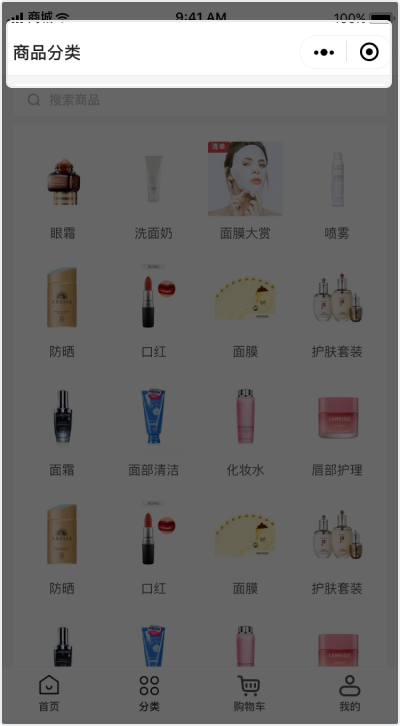 商城 9:41 AM 100%
商品分类
搜索商品
清单
眼霜 洗面奶 面膜大赏 喷雾
防晒 口红 面膜 护肤套装
面霜 面部清洁 化妆水 唇部护理
防晒 口红 面膜 护肤套装
首页 分类 购物车 我的